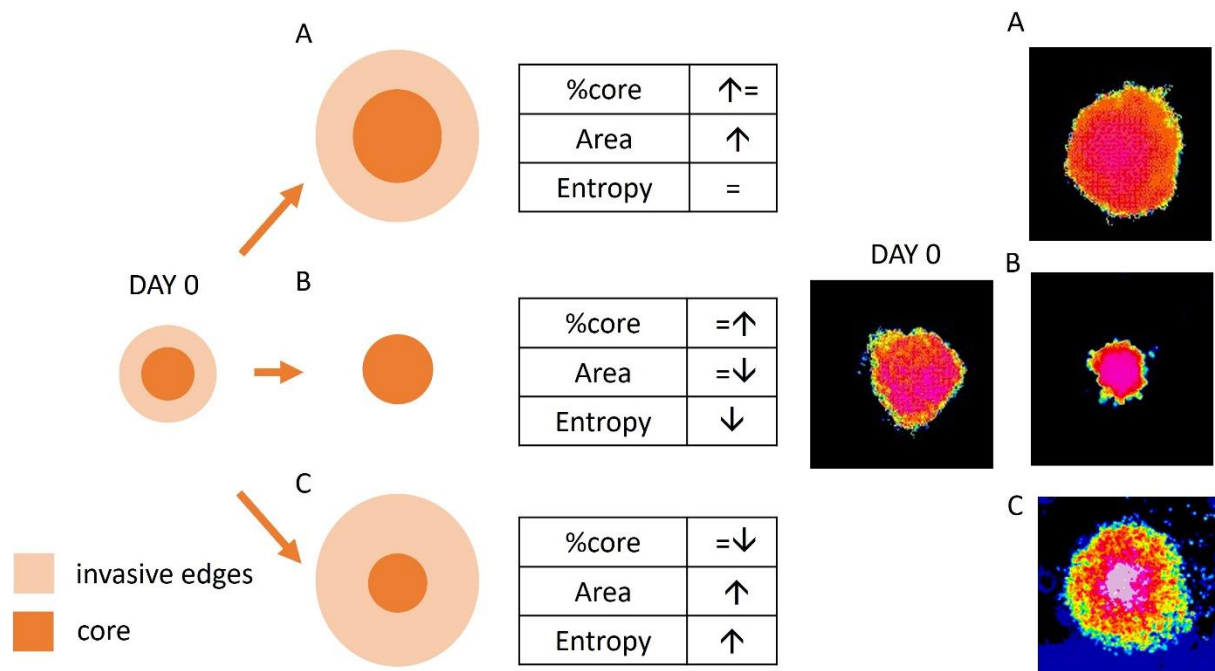 A
%core ↑=
Area ↑
Entropy =
DAY 0
B
%core =↑
Area =↓
Entropy ↓
C
%core =↓
Area ↑
Entropy ↑
invasive edges
core
A
DAY 0
B
C